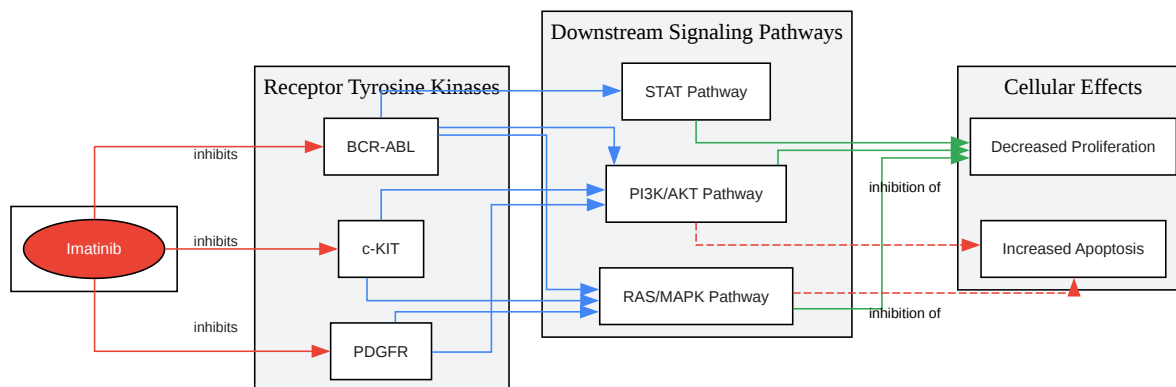 Downstream Signaling Pathways
Receptor Tyrosine Kinases
Cellular Effects
STAT Pathway
BCR-ABL
Decreased Proliferation
inhibits
PI3K/AKT Pathway
inhibition of
Imatinib
inhibits
c-KIT
Increased Apoptosis
RAS/MAPK Pathway
inhibition of
inhibits
PDGFR